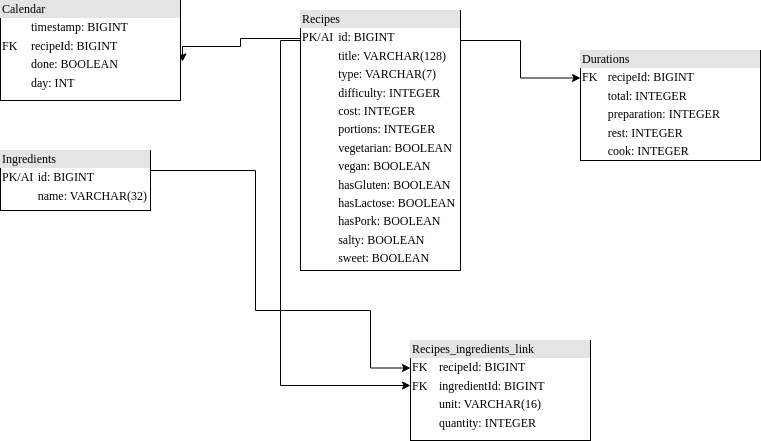 Calendar
timestamp: BIGINT
FK recipeId: BIGINT
done: BOOLEAN
day: INT
Recipes
PK/AI id: BIGINT
title: VARCHAR(128)
type: VARCHAR(7)
difficulty: INTEGER
cost: INTEGER
portions: INTEGER
vegetarian: BOOLEAN
vegan: BOOLEAN
hasGluten: BOOLEAN
hasLactose: BOOLEAN
hasPork: BOOLEAN
salty: BOOLEAN
sweet: BOOLEAN
Durations
FK recipeId: BIGINT
total: INTEGER
preparation: INTEGER
rest: INTEGER
cook: INTEGER
Ingredients
PK/AI id: BIGINT
name: VARCHAR(32)
Recipes_ingredients_link
FK recipeId: BIGINT
FK ingredientId: BIGINT
unit: VARCHAR(16)
quantity: INTEGER